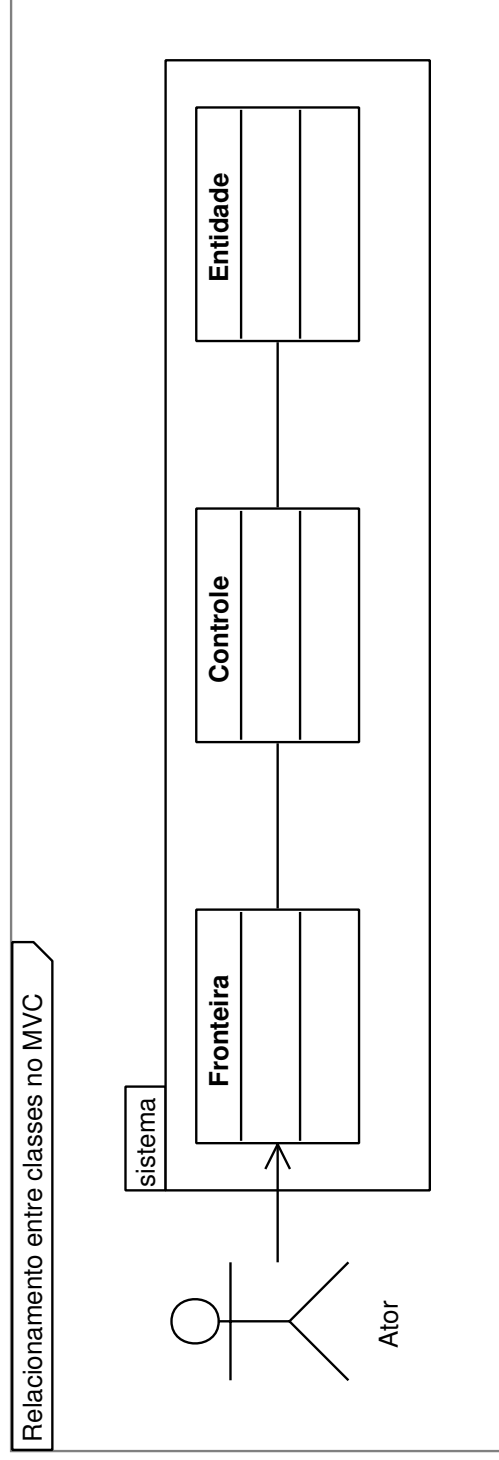 Relacionamento entre classes no MVC
sistema
Ator
Fronteira
Controle
Entidade